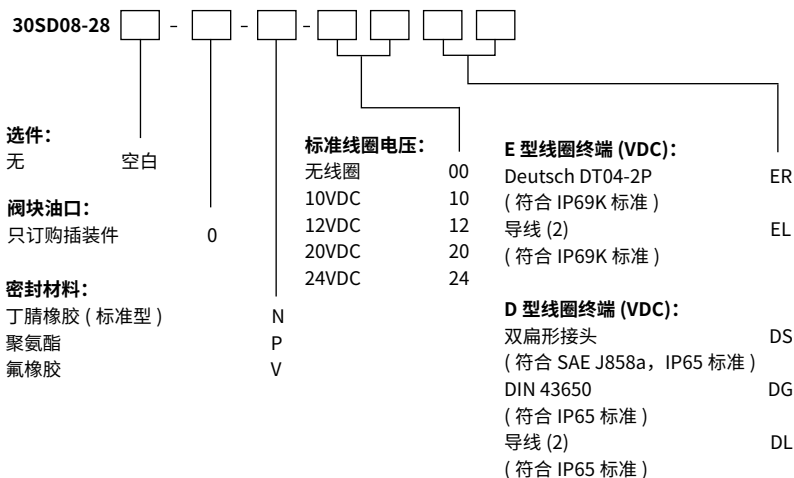 30SD08-28 - - -
选件：
无 空白
阀块油口：
只订购插装件 0
密封材料：
丁腈橡胶 ( 标准型 ) N
聚氨酯 P
氟橡胶 V
标准线圈电压：
无线圈 00
10VDC 10
12VDC 12
20VDC 20
24VDC 24
E 型线圈终端 (VDC)：
Deutsch DT04-2P ER
( 符合 IP69K 标准 )
导线 (2) EL
( 符合 IP69K 标准 )
D 型线圈终端 (VDC)：
双扁形接头 DS
( 符合 SAE J858a，IP65 标准 )
DIN 43650 DG
( 符合 IP65 标准 )
导线 (2) DL
( 符合 IP65 标准 )